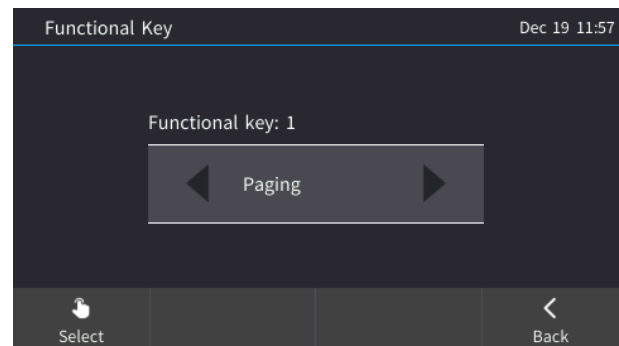 Functional Key
Dec 19 11:57
Functional key: 1
Paging
Select
Back